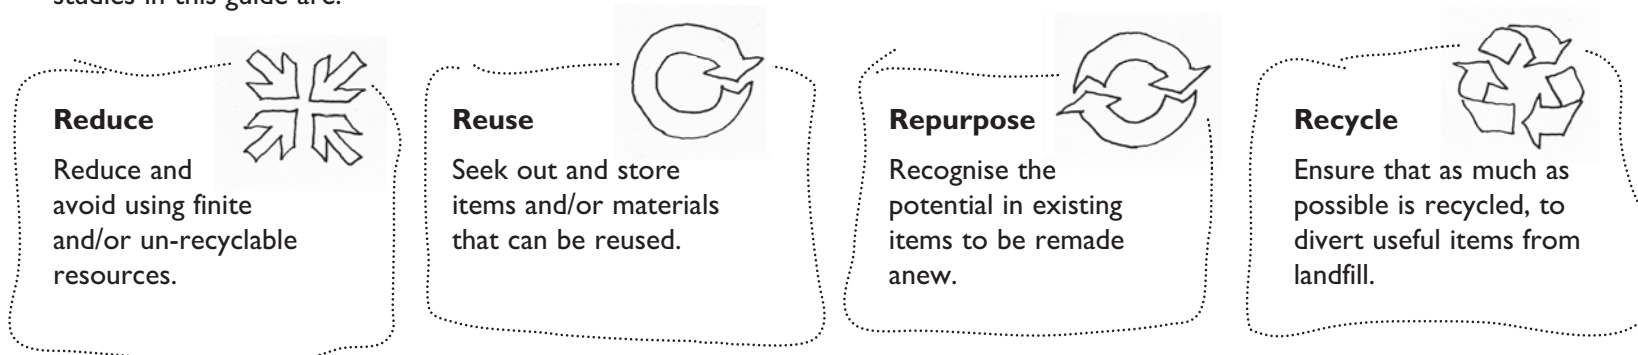 studies in this guide are:
Reduce
Reduce and
avoid using finite
and/or un-recyclable
resources.
Reuse
Seek out and store
items and/or materials
that can be reused.
Repurpose
Recognise the
potential in existing
items to be remade
anew.
Recycle
Ensure that as much as
possible is recycled, to
divert useful items from
landfill.